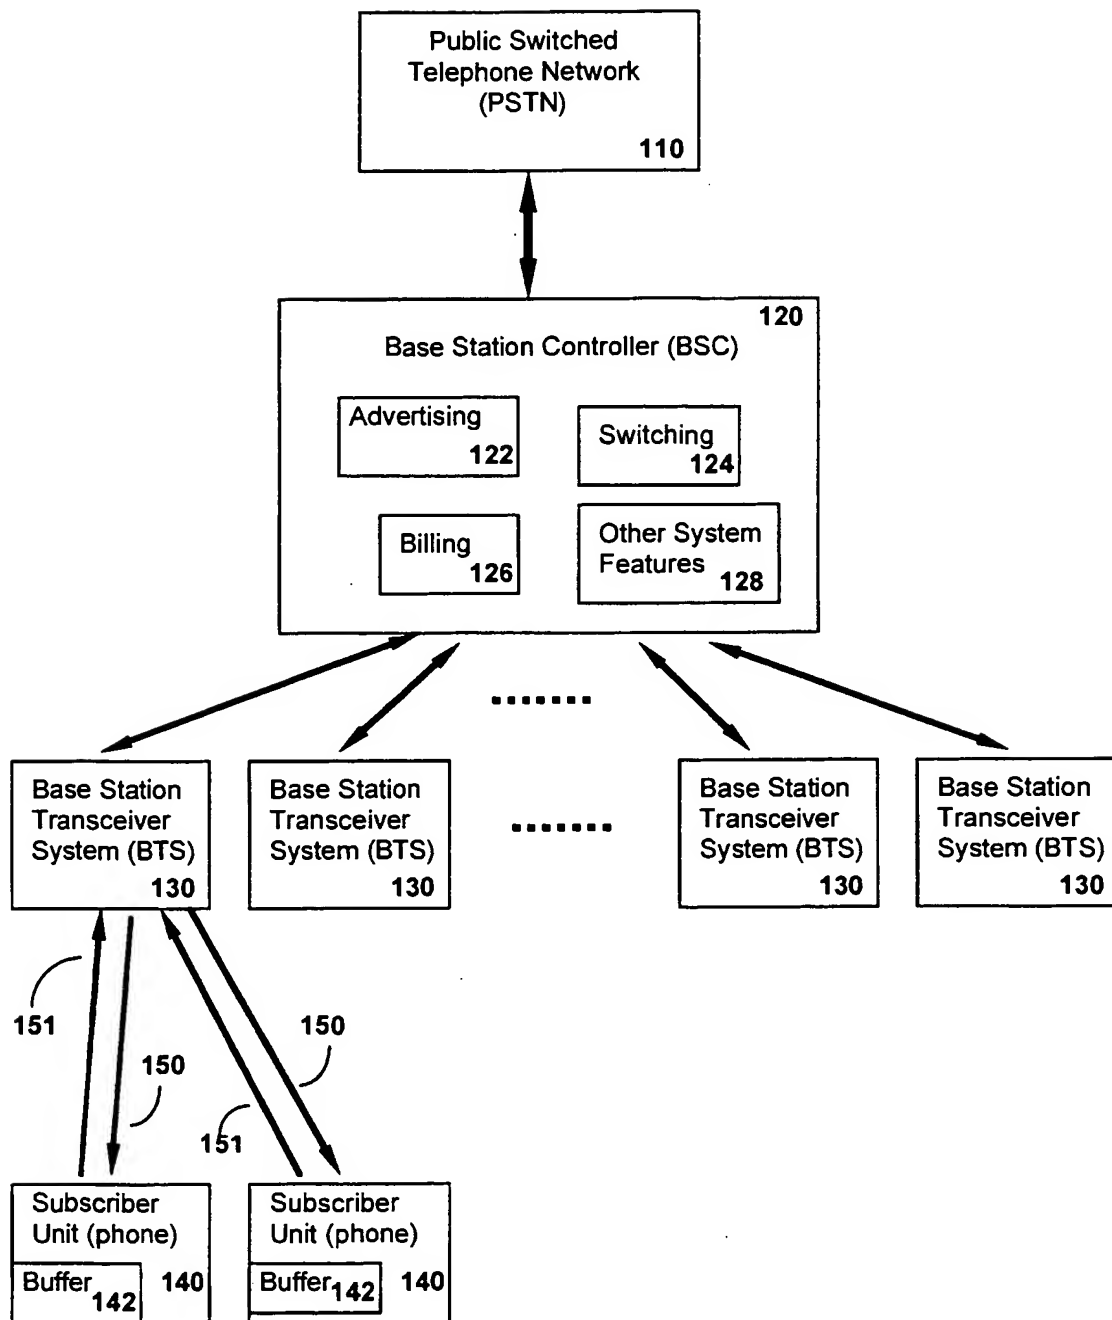 Public Switched
Telephone Network
(PSTN)
110
120
Base Station Controller (BSC)
Advertising
122
Switching
124
Billing
126
Other System
Features
128
Base Station
Transceiver
System (BTS)
130
Base Station
Transceiver
System (BTS)
130
Base Station
Transceiver
System (BTS)
130
Base Station
Transceiver
System (BTS)
130
151
150
150
151
Subscriber
Unit (phone)
Buffer
142
140
Subscriber
Unit (phone)
Buffer
142
140